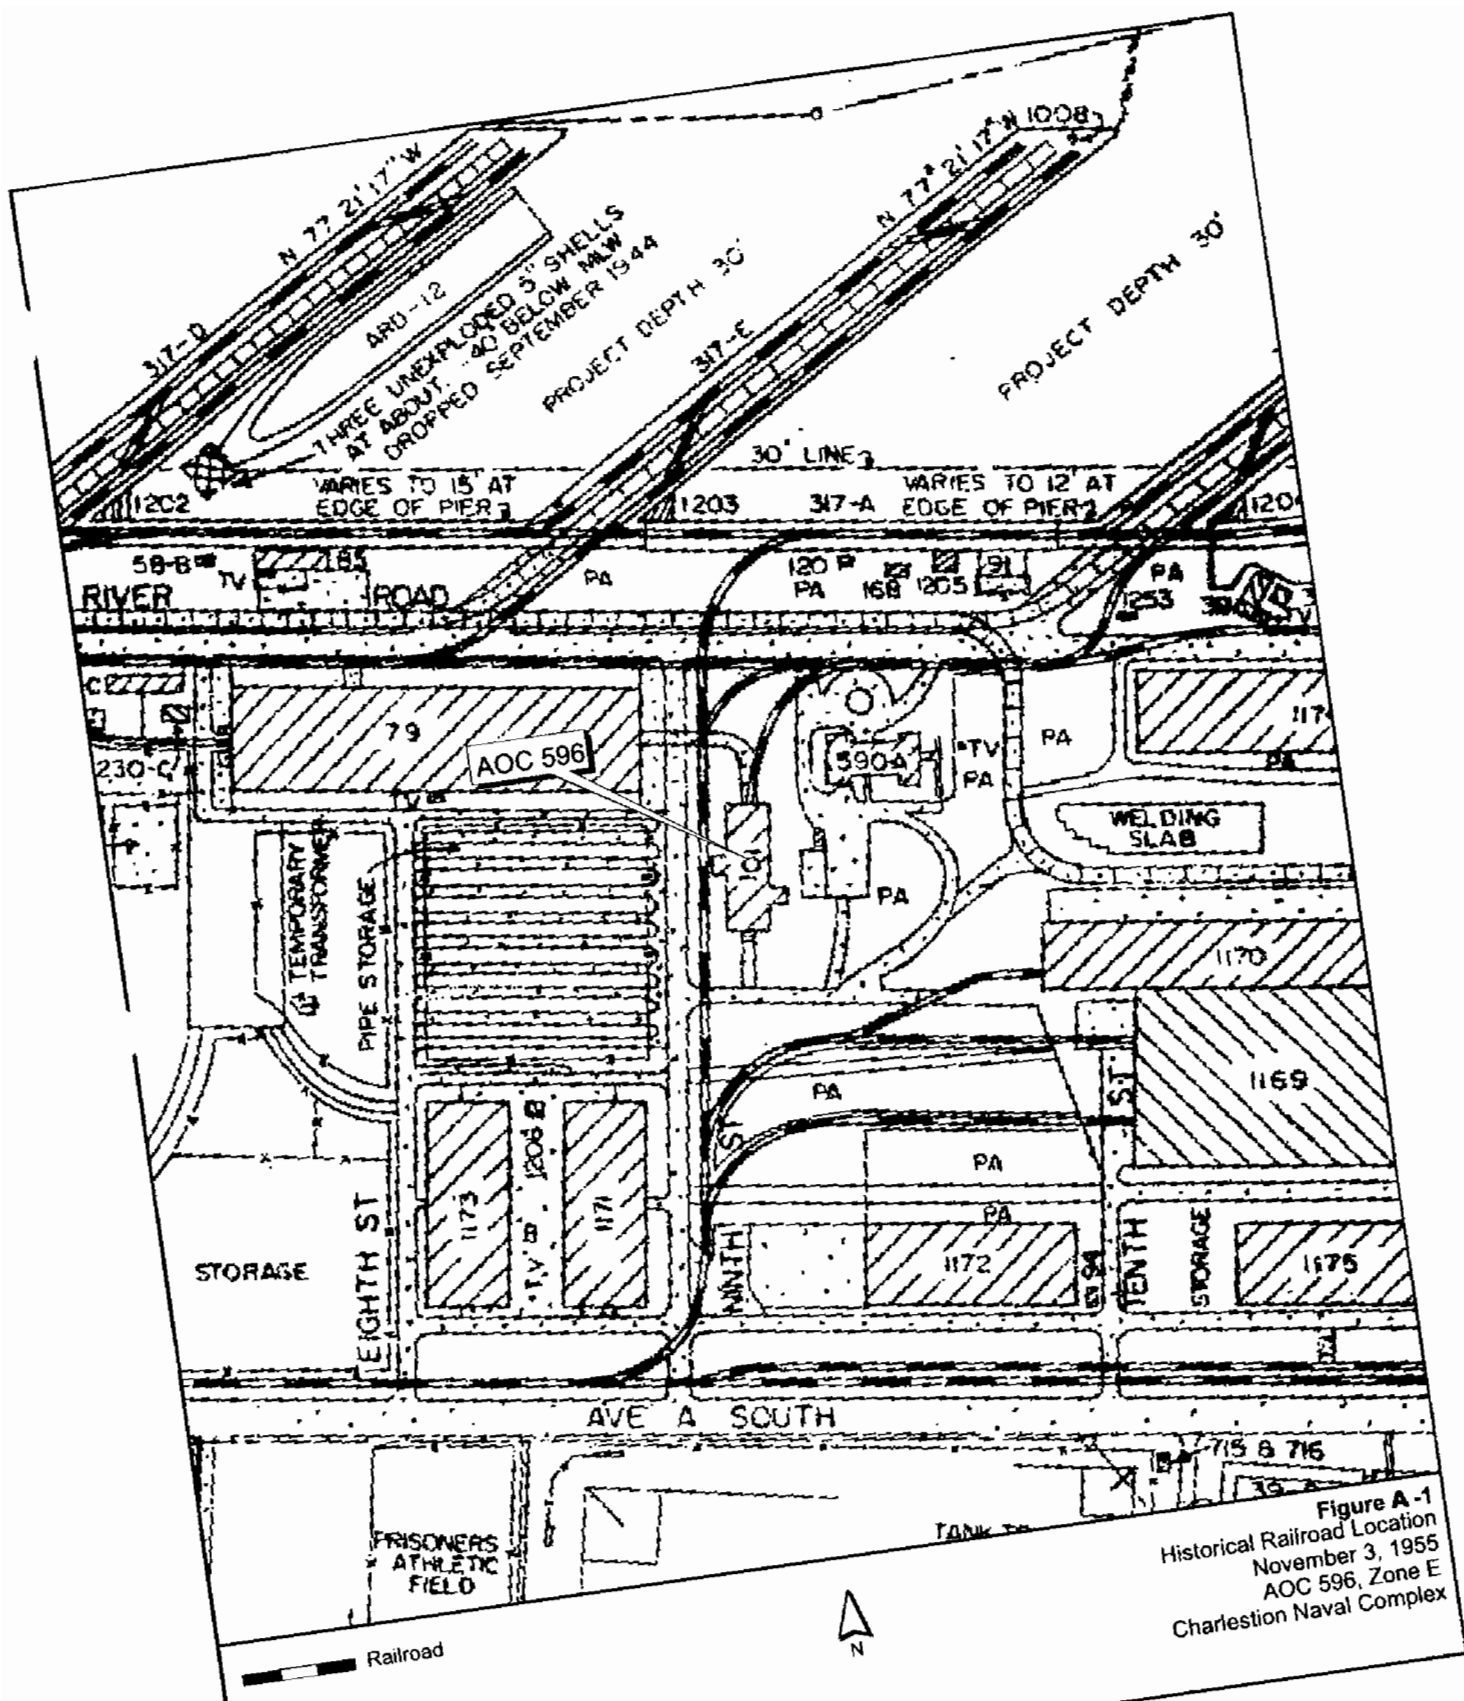 N 77 21' 17" W
N 77° 21' 17" W
1008
317-D
ARD-12
THREE UNEXPLODED 5" SHELLS
AT ABOUT -40 BELOW MLW
DROPPED SEPTEMBER 1944
PROJECT DEPTH 30'
317-E
PROJECT DEPTH 30'
30' LINE
1202
VARIES TO 15' AT
EDGE OF PIER
1203
317-A
VARIES TO 12' AT
EDGE OF PIER
120
58-B
TV
185
RIVER ROAD
PA
120 P
PA
168
1205
91
PA
1253
C
79
AOC 596
590-A
TV
PA
PA
117
PA
230-C
V
WELDING
SLAB
101
PA
TEMPORARY
TRANSFORMER
PIPE STORAGE
1170
1169
PA
ST
ST
PA
PA
1173
1206
TV
1171
EIGHTH ST
STORAGE
NINTH
1172
94
TENTH
STORAGE
1175
AVE A SOUTH
715 & 716
39-A
PRISONERS
ATHLETIC
FIELD
TANK
Figure A-1
Historical Railroad Location
November 3, 1955
AOC 596, Zone E
Charlestion Naval Complex
N
Railroad